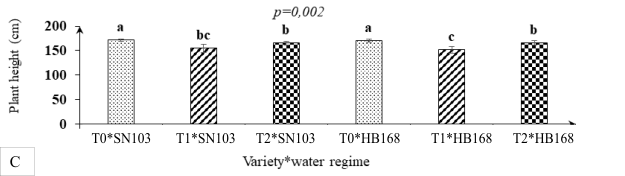 p=0,002
Plant height (cm)
200
150
100
50
0
a
bc
b
a
c
b
T0*SN103 T1*SN103 T2*SN103 T0*HB168 T1*HB168 T2*HB168
Variety*water regime
C